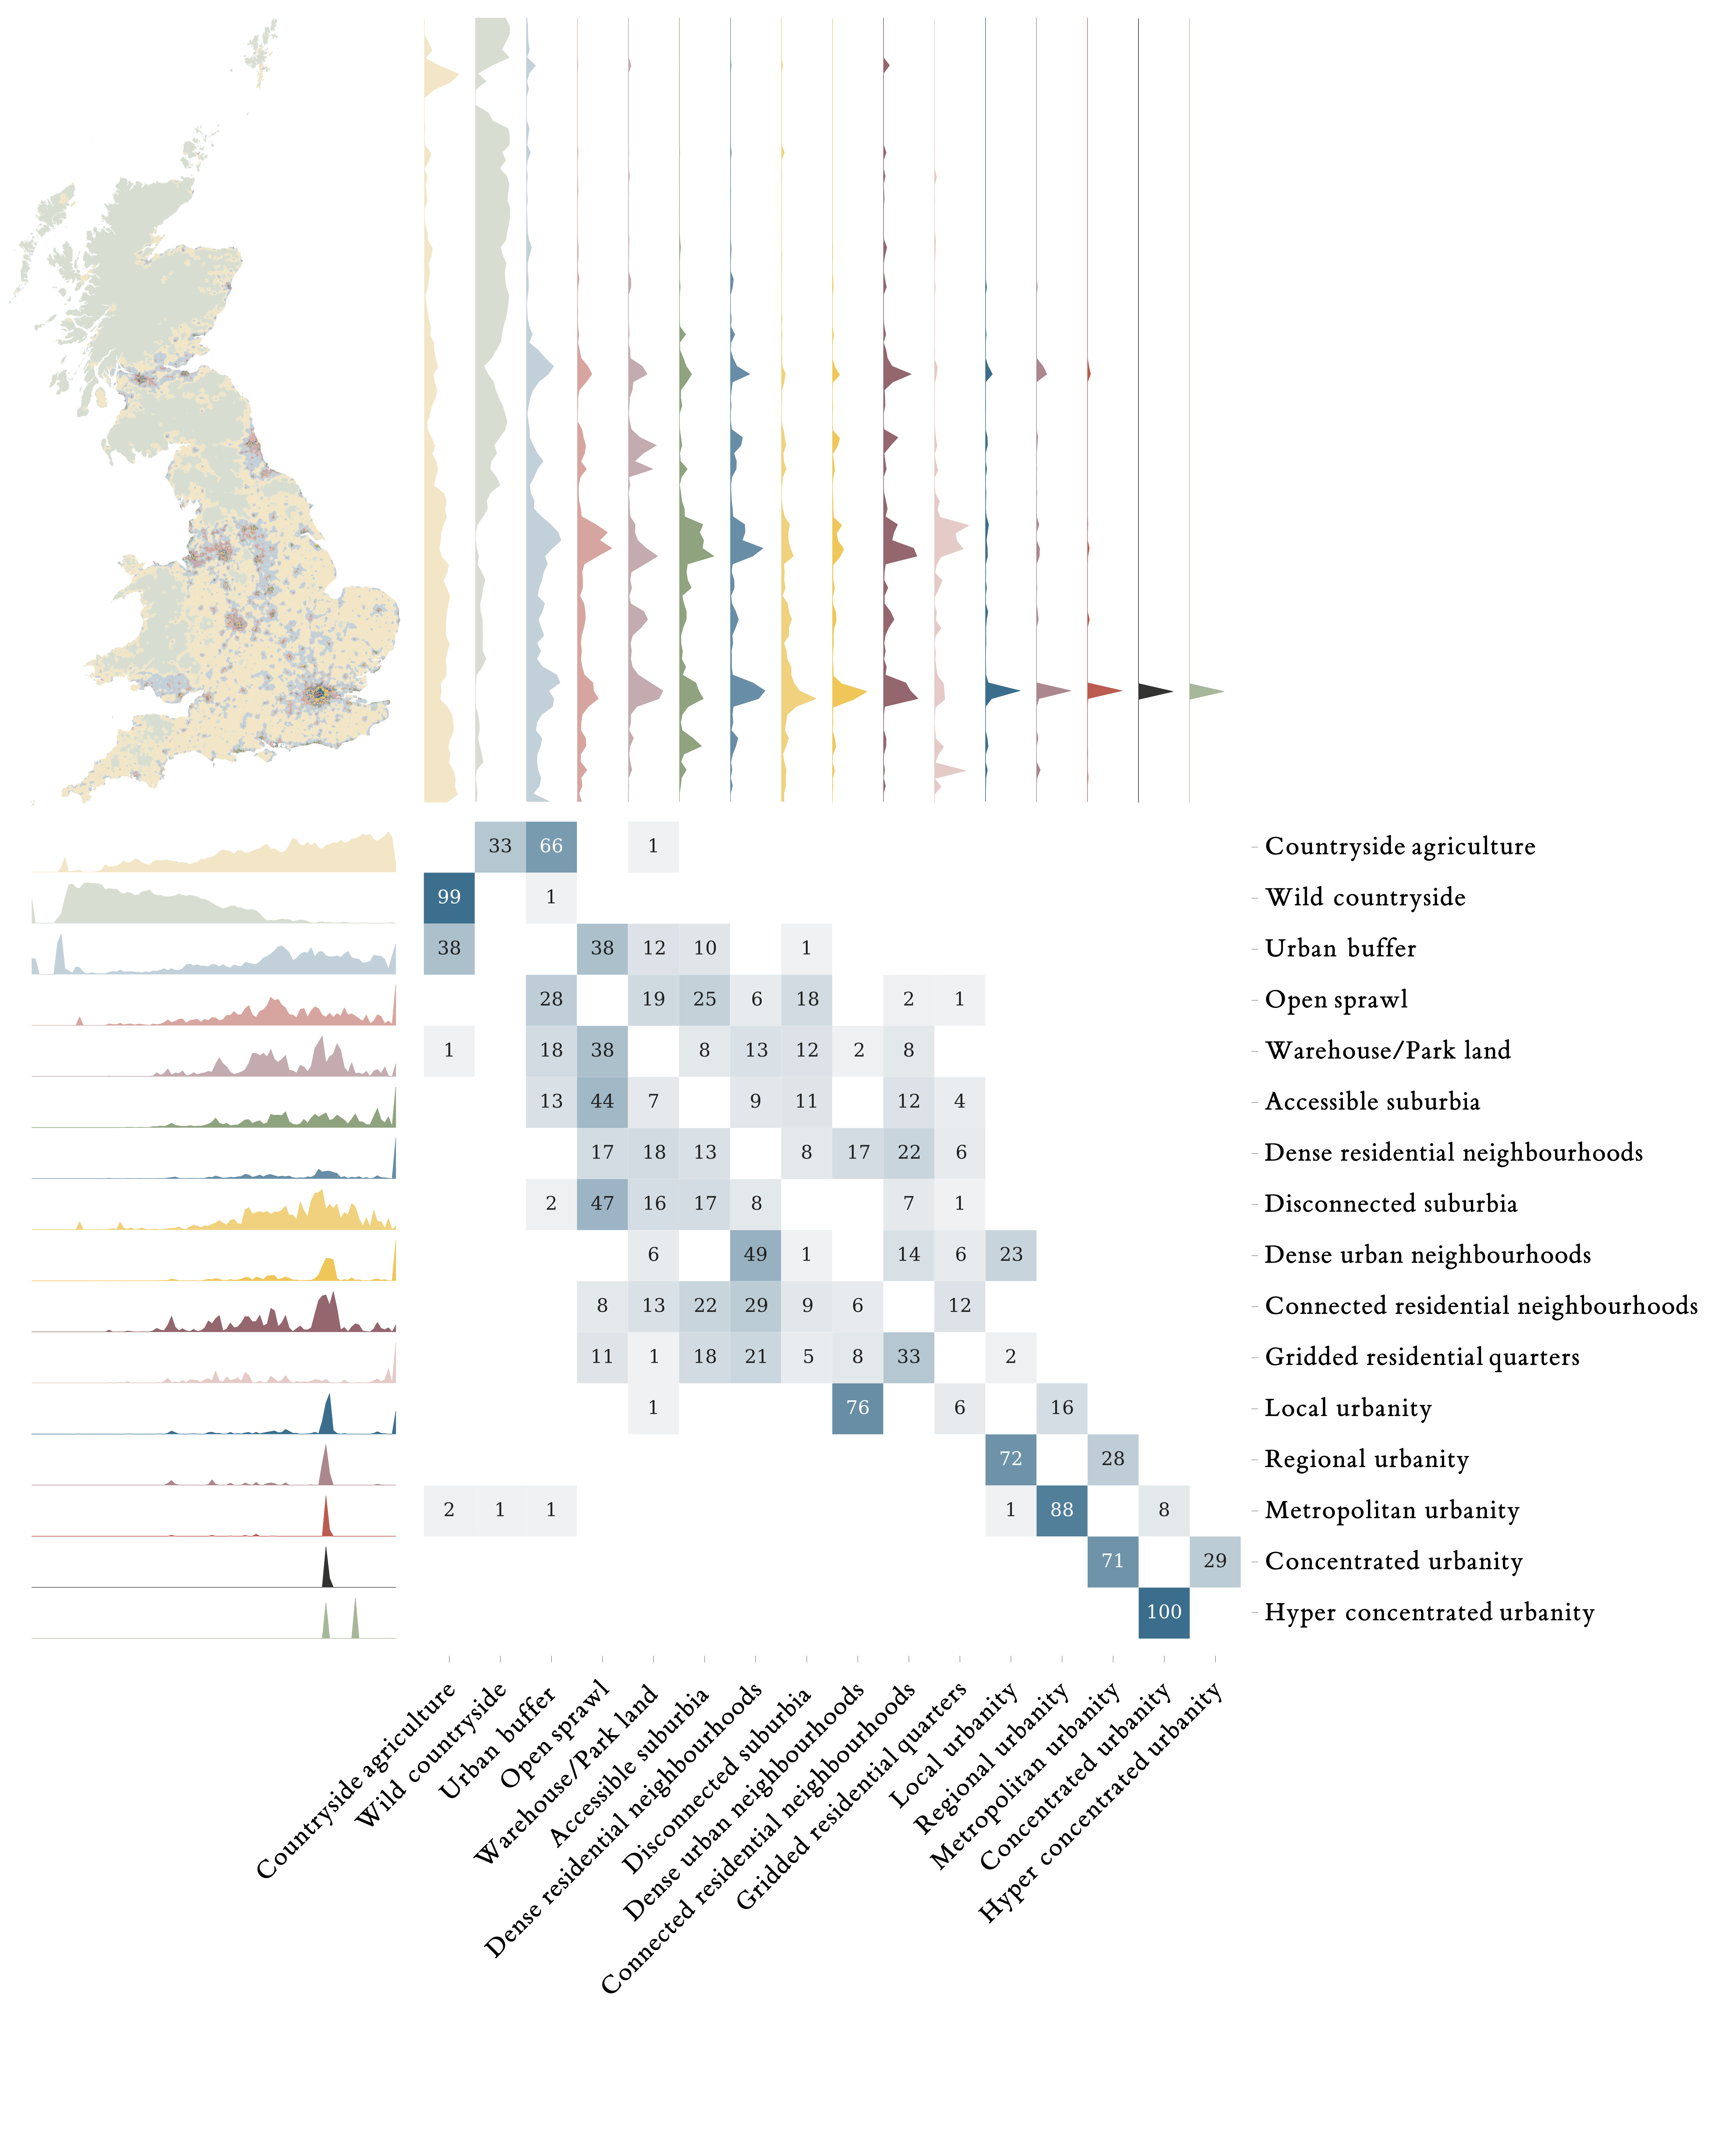 33 66 1 Countryside agriculture
99 1 Wild countryside
38 38 12 10 1 Urban buffer
28 19 25 6 18 2 1 Open sprawl
1 18 38 8 13 12 2 8 Warehouse/Park land
13 44 7 9 11 12 4 Accessible suburbia
17 18 13 8 17 22 6 Dense residential neighbourhoods
2 47 16 17 8 7 1 Disconnected suburbia
6 49 1 14 6 23 Dense urban neighbourhoods
8 13 22 29 9 6 12 Connected residential neighbourhoods
11 1 18 21 5 8 33 2 Gridded residential quarters
1 76 6 16 Local urbanity
72 28 Regional urbanity
2 1 1 1 88 8 Metropolitan urbanity
71 29 Concentrated urbanity
100 Hyper concentrated urbanity
Countryside agriculture
Wild countryside
Urban buffer
Open sprawl
Warehouse/Park land
Accessible suburbia
Dense residential neighbourhoods
Disconnected suburbia
Dense urban neighbourhoods
Connected residential neighbourhoods
Gridded residential quarters
Local urbanity
Regional urbanity
Metropolitan urbanity
Concentrated urbanity
Hyper concentrated urbanity